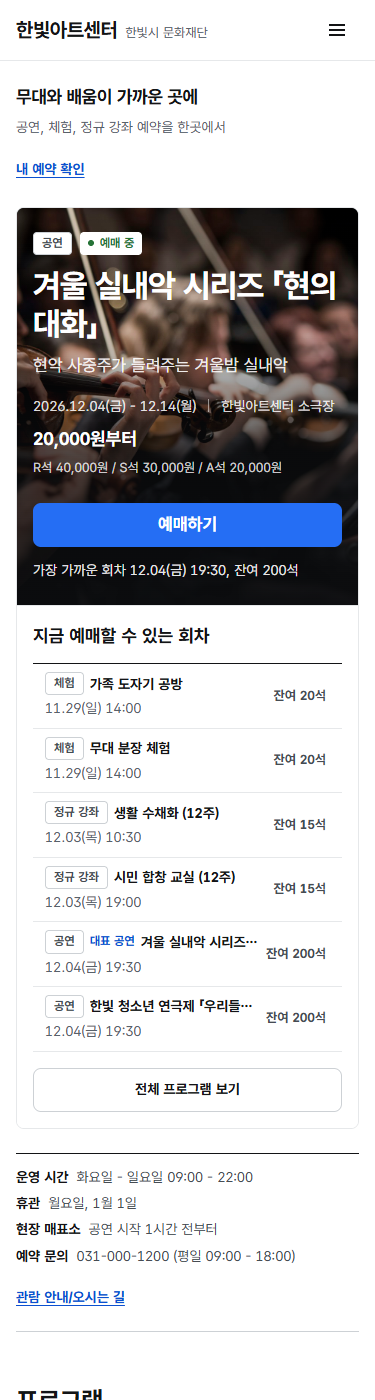 한빛아트센터 한빛시 문화재단
무대와 배움이 가까운 곳에
공연, 체험, 정규 강좌 예약을 한곳에서
내 예약 확인
공연 예매 중
겨울 실내악 시리즈 「현의
대화」
현악 사중주가 들려주는 겨울밤 실내악
2026.12.04(금) - 12.14(월) | 한빛아트센터 소극장
20,000원부터
R석 40,000원 / S석 30,000원 / A석 20,000원
예매하기
가장 가까운 회차 12.04(금) 19:30, 잔여 200석
지금 예매할 수 있는 회차
체험 가족 도자기 공방
11.29(일) 14:00
잔여 20석
체험 무대 분장 체험
11.29(일) 14:00
잔여 20석
정규 강좌 생활 수채화 (12주)
12.03(목) 10:30
잔여 15석
정규 강좌 시민 합창 교실 (12주)
12.03(목) 19:00
잔여 15석
공연 대표 공연 겨울 실내악 시리즈…
12.04(금) 19:30
잔여 200석
공연 한빛 청소년 연극제 「우리들…
12.04(금) 19:30
잔여 200석
전체 프로그램 보기
운영 시간 화요일 - 일요일 09:00 - 22:00
휴관 월요일, 1월 1일
현장 매표소 공연 시작 1시간 전부터
예약 문의 031-000-1200 (평일 09:00 - 18:00)
관람 안내/오시는 길
프로그램